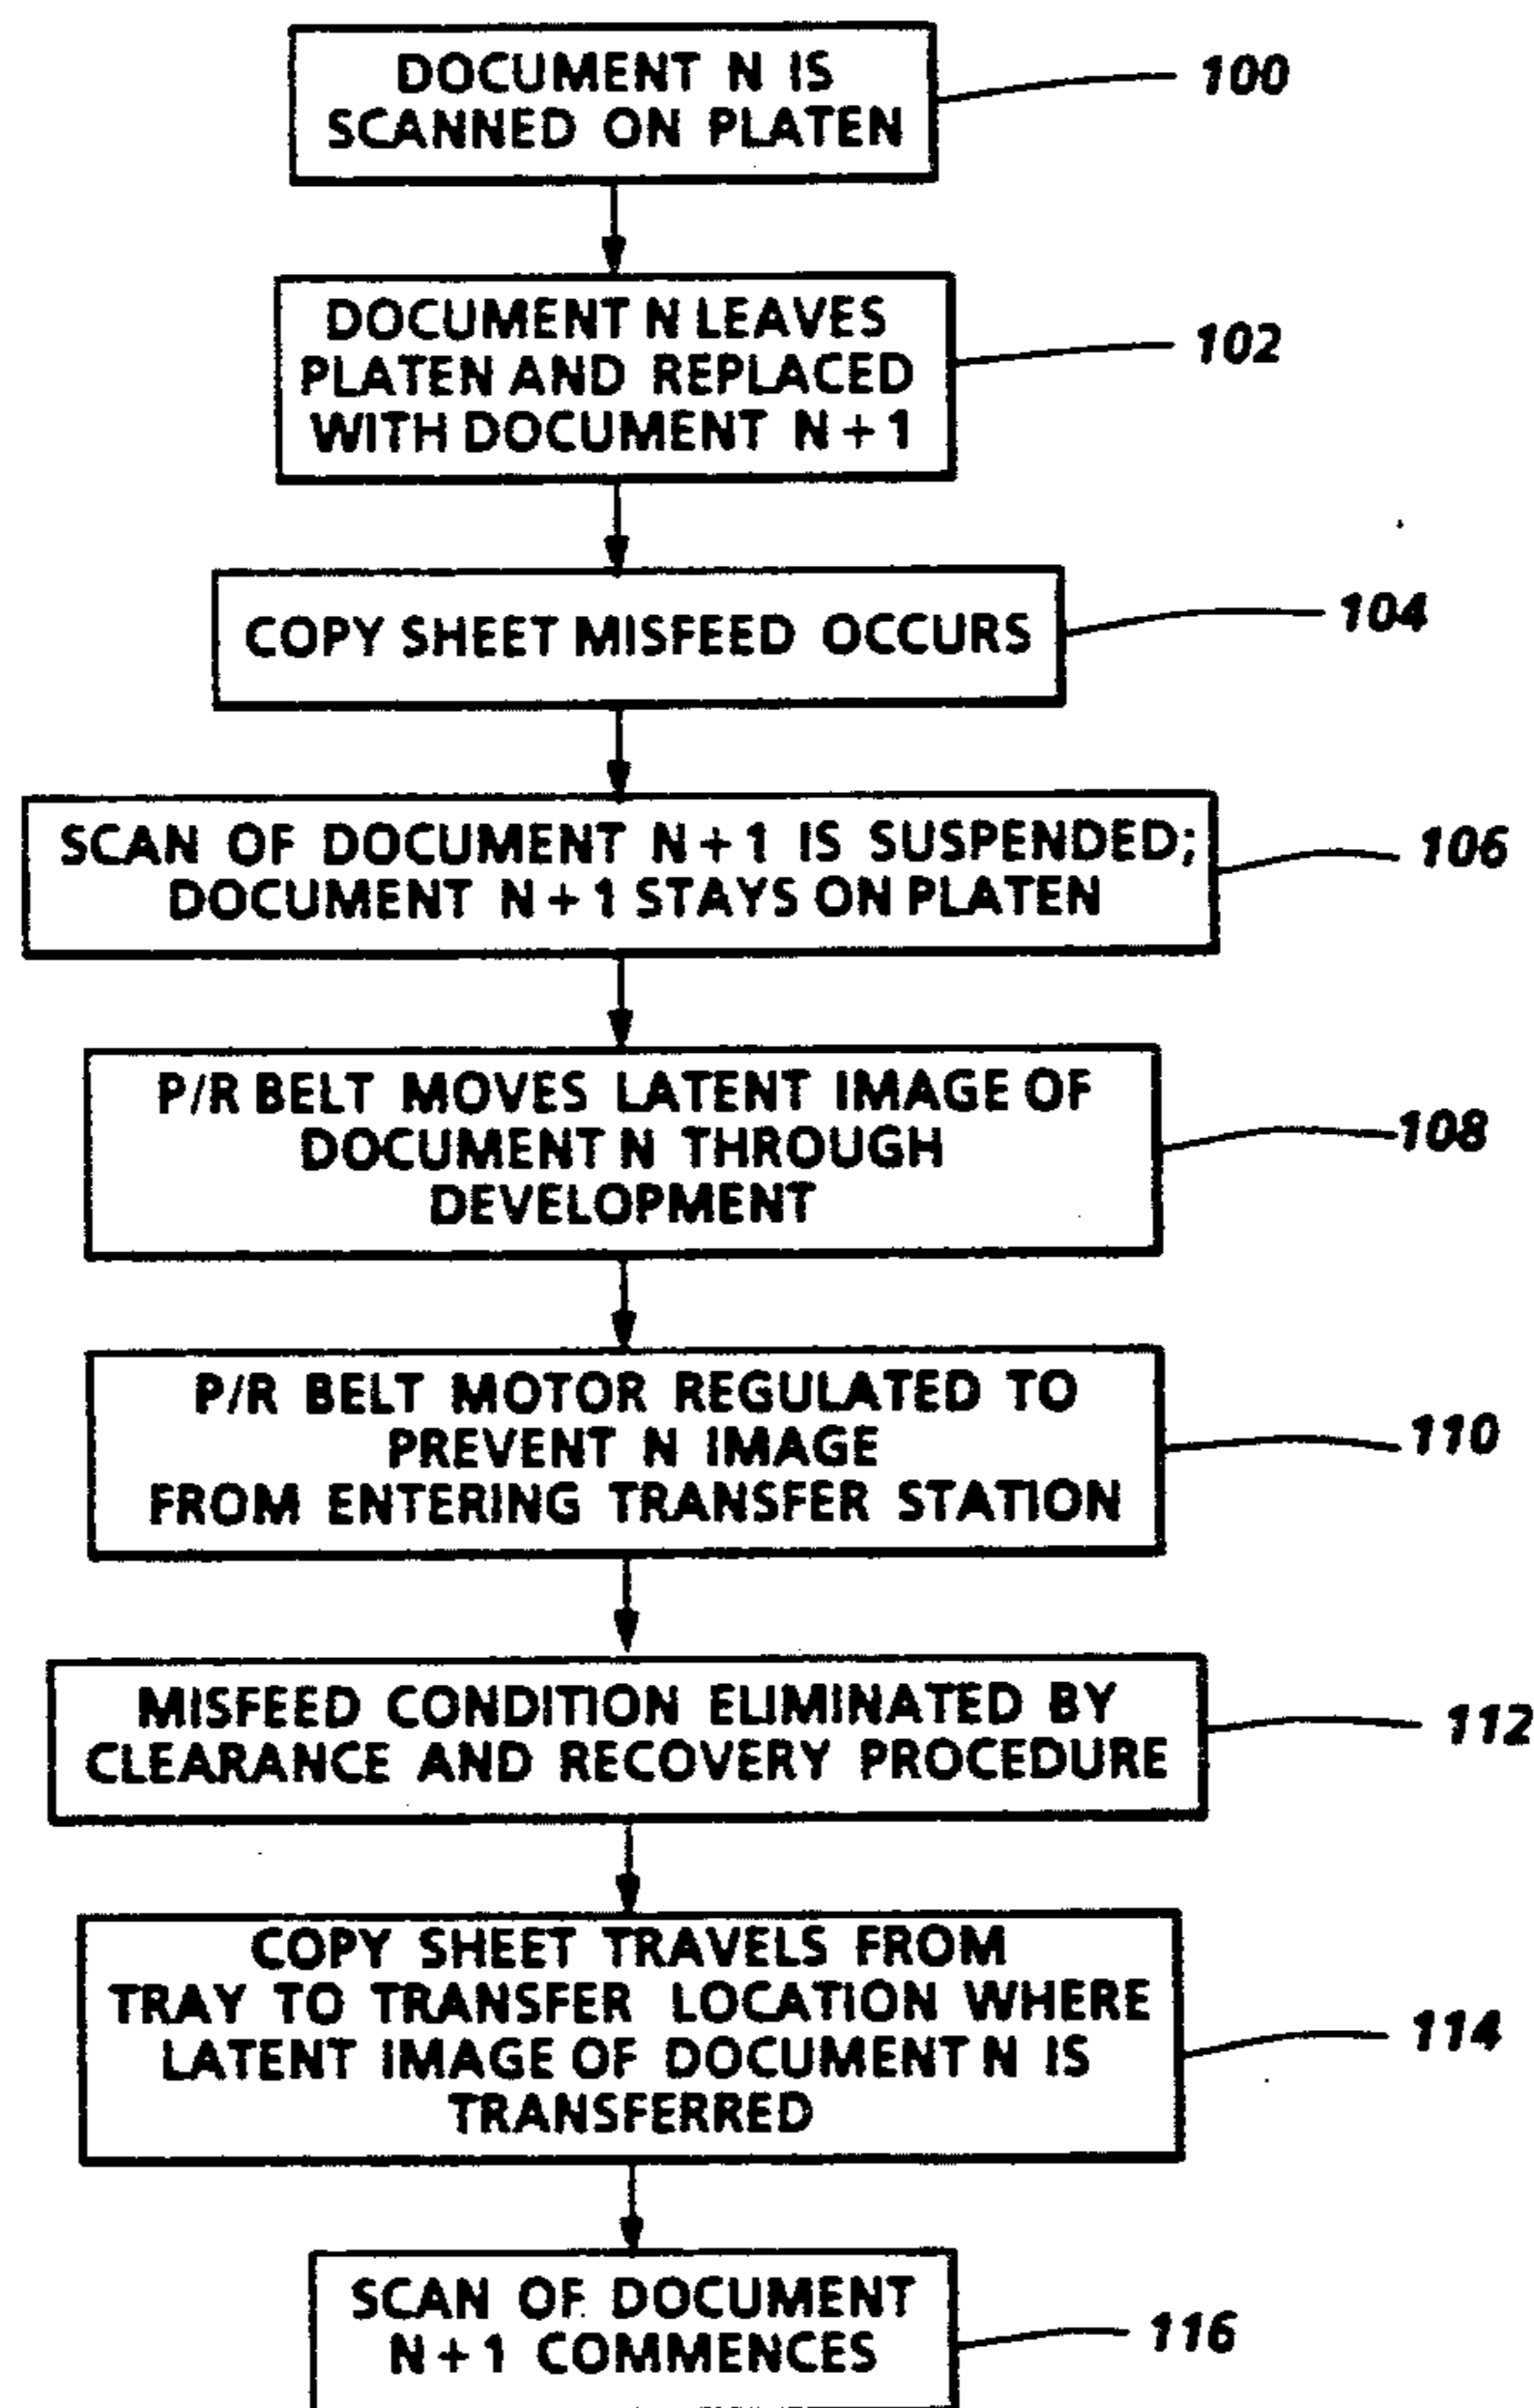 DOCUMENT N IS
SCANNED ON PLATEN
100
DOCUMENT N LEAVES
PLATEN AND REPLACED
WITH DOCUMENT N + 1
102
COPY SHEET MISFEED OCCURS
104
SCAN OF DOCUMENT N + 1 IS SUSPENDED;
DOCUMENT N + 1 STAYS ON PLATEN
106
P/R BELT MOVES LATENT IMAGE OF
DOCUMENT N THROUGH
DEVELOPMENT
108
P/R BELT MOTOR REGULATED TO
PREVENT N IMAGE
FROM ENTERING TRANSFER STATION
110
MISFEED CONDITION ELIMINATED BY
CLEARANCE AND RECOVERY PROCEDURE
112
COPY SHEET TRAVELS FROM
TRAY TO TRANSFER LOCATION WHERE
LATENT IMAGE OF DOCUMENT N IS
TRANSFERRED
114
SCAN OF DOCUMENT
N + 1 COMMENCES
116